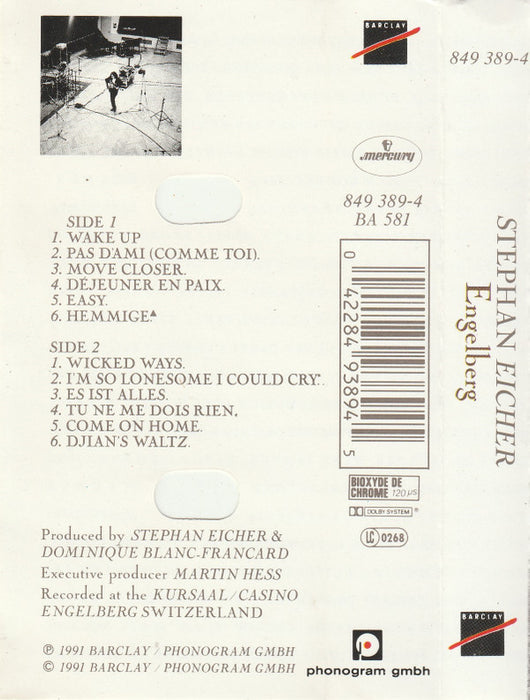 BARCLAY
849 389-4
mercury
849 389-4
BA 581
SIDE 1
1. WAKE UP
2. PAS D'AMI (COMME TOI).
3. MOVE CLOSER.
4. DÉJEUNER EN PAIX.
5. EASY.
6. HEMMIGE.▲
SIDE 2
1. WICKED WAYS.
2. I'M SO LONESOME I COULD CRY.
3. ES IST ALLES.
4. TU NE ME DOIS RIEN.
5. COME ON HOME.
6. DJIAN'S WALTZ.
0 42284 93894 5
STEPHAN EICHER
Engelberg
BIOXYDE DE
CHROME 120 µs
DOLBY SYSTEM ®
LC 0268
Produced by STEPHAN EICHER &
DOMINIQUE BLANC-FRANCARD
Executive producer MARTIN HESS
Recorded at the KURSAAL/CASINO
ENGELBERG SWITZERLAND
℗ 1991 BARCLAY / PHONOGRAM GMBH
© 1991 BARCLAY / PHONOGRAM GMBH
phonogram gmbh
BARCLAY